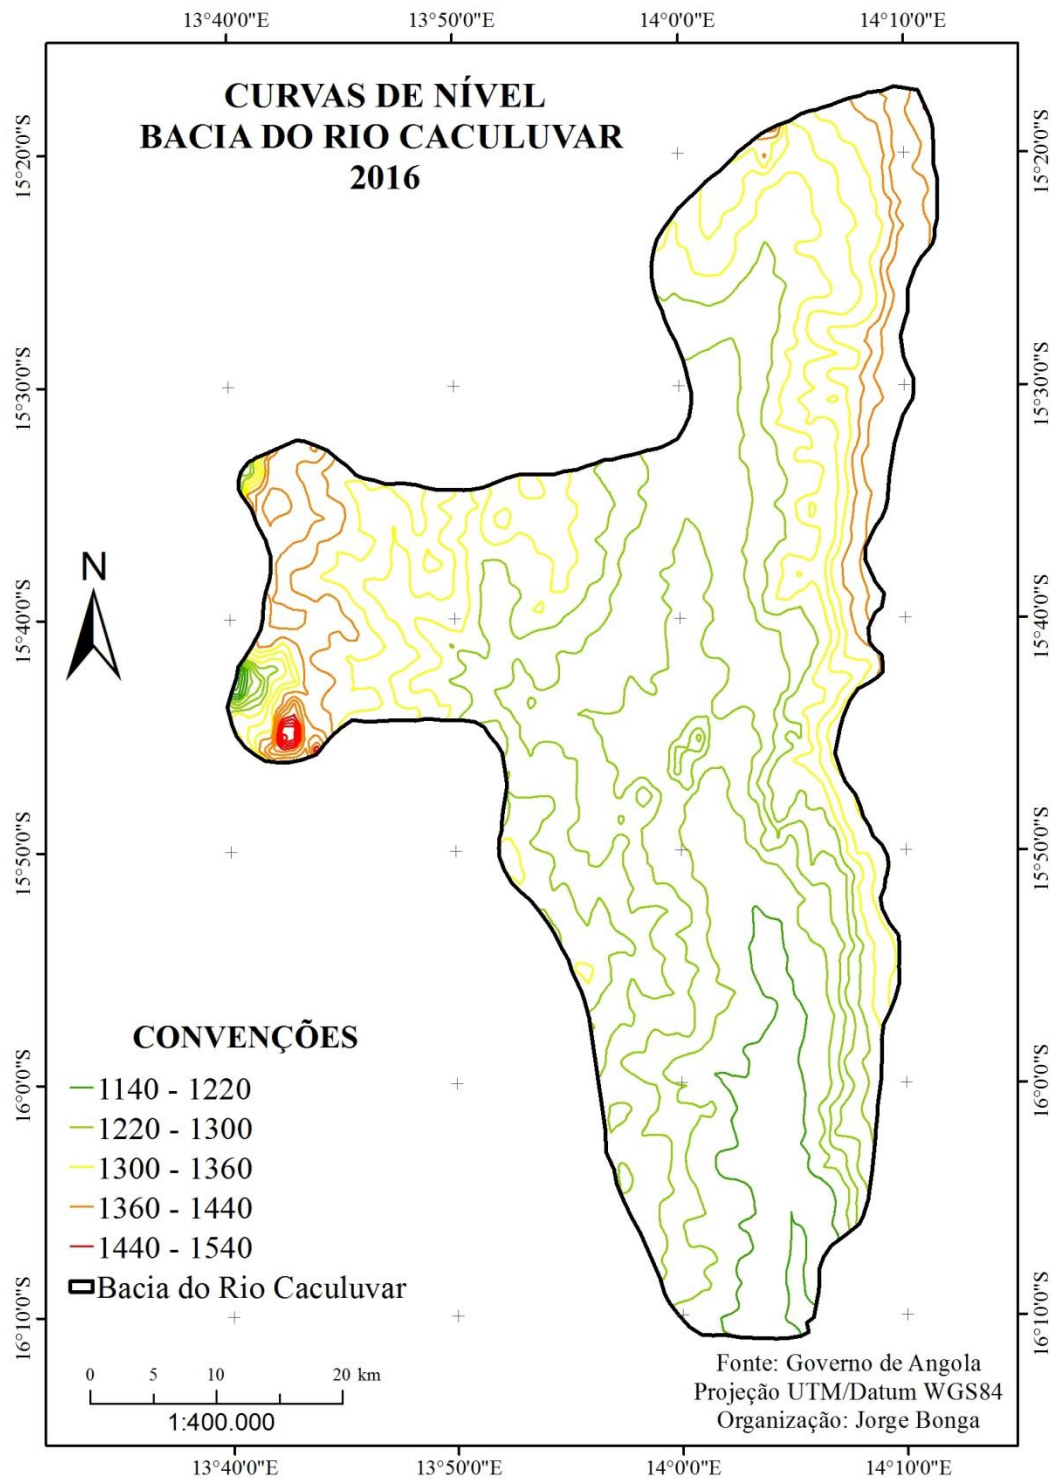 13°40'0"E 13°50'0"E 14°0'0"E 14°10'0"E
CURVAS DE NÍVEL
BACIA DO RIO CACULUVAR
2016
15°20'0"S 15°20'0"S
15°30'0"S 15°30'0"S
N
15°40'0"S 15°40'0"S
15°50'0"S 15°50'0"S
16°0'0"S 16°0'0"S
16°10'0"S 16°10'0"S
CONVENÇÕES
1140 - 1220
1220 - 1300
1300 - 1360
1360 - 1440
1440 - 1540
Bacia do Rio Caculuvar
0 5 10 20 km
1:400.000
Fonte: Governo de Angola
Projeção UTM/Datum WGS84
Organização: Jorge Bonga
13°40'0"E 13°50'0"E 14°0'0"E 14°10'0"E